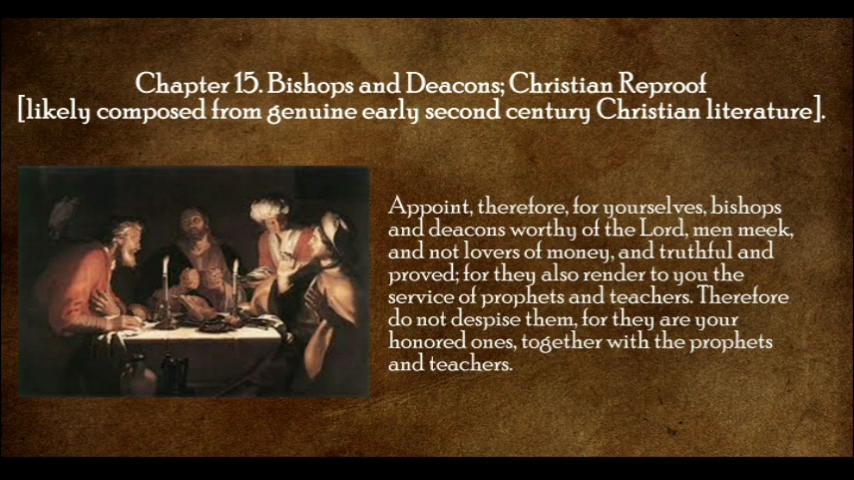 Chapter 15. Bishops and Deacons; Christian Reproof
[likely composed from genuine early second century Christian literature].
Appoint, therefore, for yourselves, bishops
and deacons worthy of the Lord, men meek,
and not lovers of money, and truthful and
proved; for they also render to you the
service of prophets and teachers. Therefore
do not despise them, for they are your
honored ones, together with the prophets
and teachers.